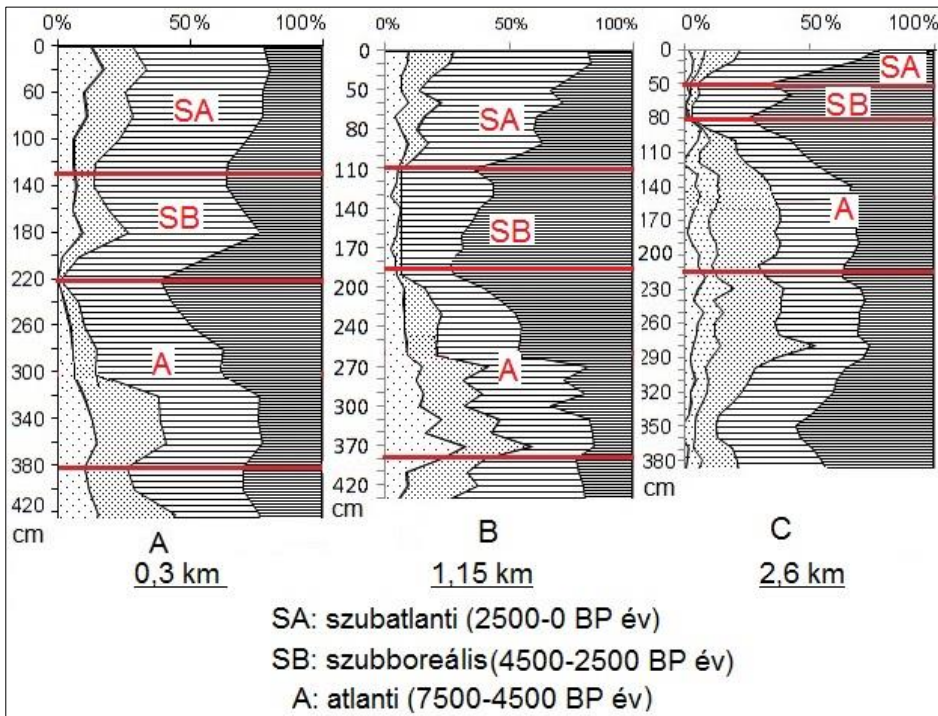 0% 50% 100%
0
60
100
140
180
220
260
300
340
380
420
cm
SA
SB
A
A
0,3 km
0% 50% 100%
0
50
80
110
140
170
200
240
270
300
370
420
SA
SB
A
B
1,15 km
0% 50% 100%
0
50
80
110
140
170
200
230
260
290
320
350
380
cm
SA
SB
A
C
2,6 km
SA: szubatlanti (2500-0 BP év)
SB: szubboreális (4500-2500 BP év)
A: atlanti (7500-4500 BP év)